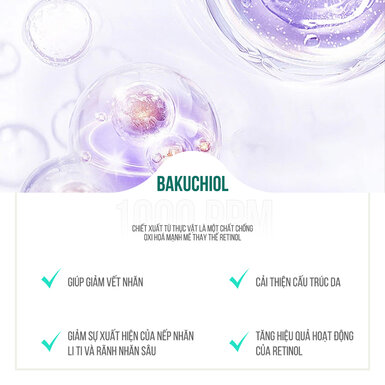 BAKUCHIOL
1000 PPM
CHIẾT XUẤT TỪ THỰC VẬT LÀ MỘT CHẤT CHỐNG
OXI HOÁ MẠNH MẼ THAY THẾ RETINOL
GIÚP GIẢM VẾT NHĂN
CẢI THIỆN CẤU TRÚC DA
GIẢM SỰ XUẤT HIỆN CỦA NẾP NHĂN
LI TI VÀ RÃNH NHĂN SÂU
TĂNG HIỆU QUẢ HOẠT ĐỘNG
CỦA RETINOL